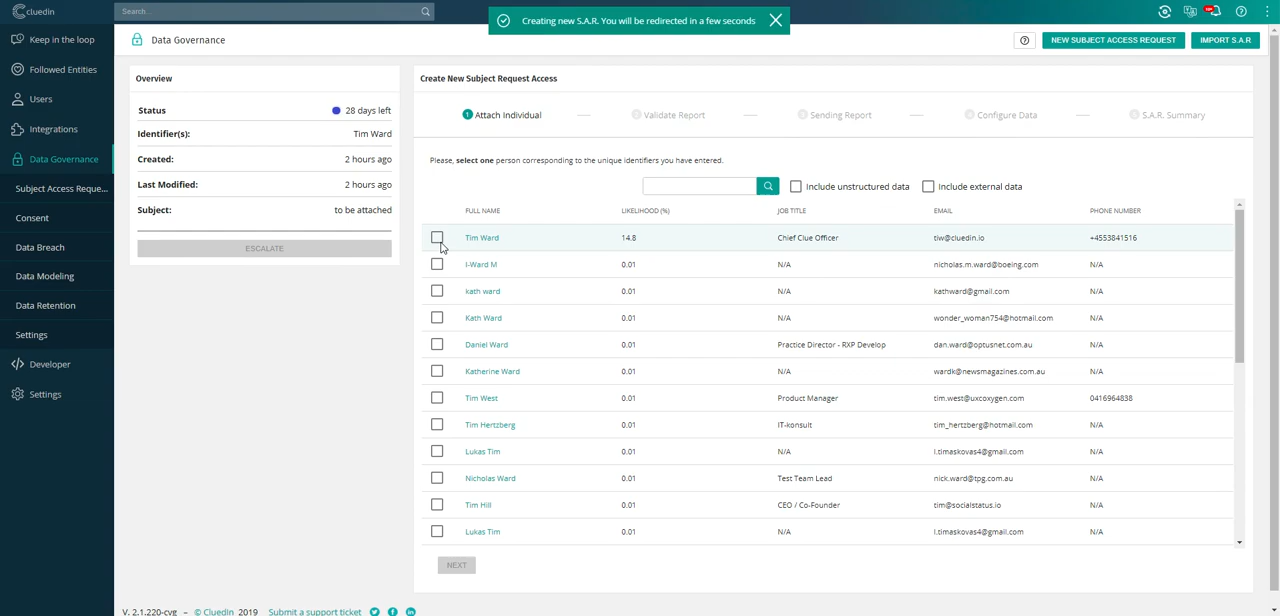 cluedin
Search...
Creating new S.A.R. You will be redirected in a few seconds
Keep in the loop
Followed Entities
Users
Integrations
Data Governance
Subject Access Reque...
Consent
Data Breach
Data Modeling
Data Retention
Settings
Developer
Settings
Data Governance
NEW SUBJECT ACCESS REQUEST
IMPORT S.A.R
Overview
Status 28 days left
Identifier(s): Tim Ward
Created: 2 hours ago
Last Modified: 2 hours ago
Subject: to be attached
ESCALATE
Create New Subject Request Access
1 Attach Individual
2 Validate Report
3 Sending Report
4 Configure Data
5 S.A.R. Summary
Please, select one person corresponding to the unique identifiers you have entered.
Include unstructured data
Include external data
FULL NAME LIKELIHOOD (%) JOB TITLE EMAIL PHONE NUMBER
Tim Ward 14.8 Chief Clue Officer tiw@cluedin.io +4553841516
I-Ward M 0.01 N/A nicholas.m.ward@boeing.com N/A
kath ward 0.01 N/A kathward@gmail.com N/A
Kath Ward 0.01 N/A wonder_woman754@hotmail.com N/A
Daniel Ward 0.01 Practice Director - RXP Develop dan.ward@optusnet.com.au N/A
Katherine Ward 0.01 N/A wardk@newsmagazines.com.au N/A
Tim West 0.01 Product Manager tim.west@uxcoxygen.com 0416964838
Tim Hertzberg 0.01 IT-konsult tim_hertzberg@hotmail.com N/A
Lukas Tim 0.01 N/A l.timaskovas4@gmail.com N/A
Nicholas Ward 0.01 Test Team Lead nick.ward@tpg.com.au N/A
Tim Hill 0.01 CEO / Co-Founder tim@socialstatus.io N/A
Lukas Tim 0.01 N/A l.timaskovas4@gmail.com N/A
NEXT
V. 2.1.220-cyg – © CluedIn 2019 Submit a support ticket